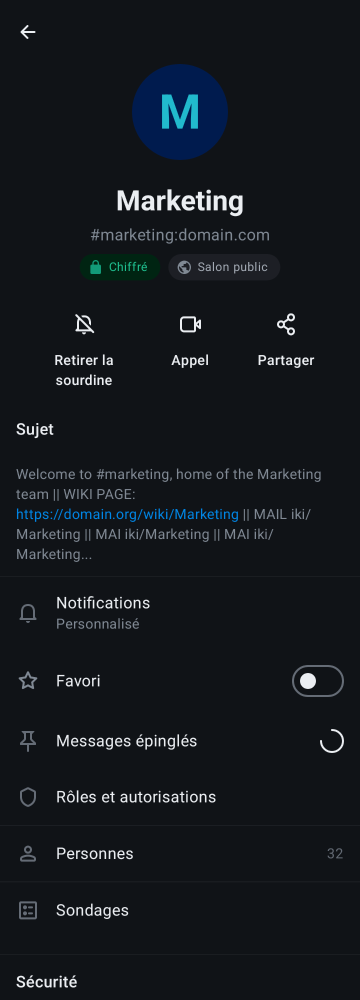 M
Marketing
#marketing:domain.com
Chiffré
Salon public
Retirer la
sourdine
Appel
Partager
Sujet
Welcome to #marketing, home of the Marketing
team || WIKI PAGE:
https://domain.org/wiki/Marketing || MAIL iki/
Marketing || MAI iki/Marketing || MAI iki/
Marketing...
Notifications
Personnalisé
Favori
Messages épinglés
Rôles et autorisations
Personnes 32
Sondages
Sécurité